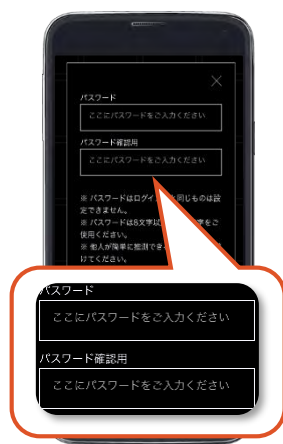 パスワード
ここにパスワードをご入力ください
パスワード確認用
ここにパスワードをご入力ください
※ パスワードはログイ と同じものは設
定できません。
※ パスワードは8文字以 字をご
使用ください。
※ 他人が簡単に推測でき
けてください。
パスワード
ここにパスワードをご入力ください
パスワード確認用
ここにパスワードをご入力ください